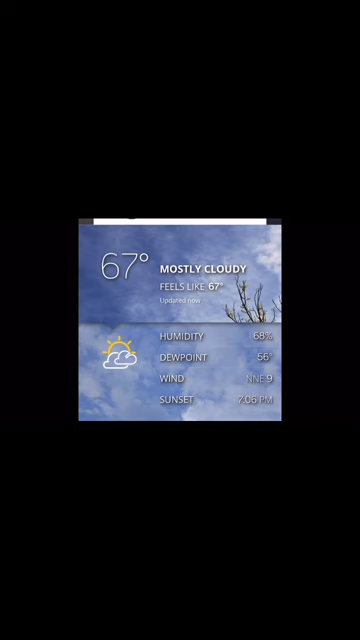 67°
MOSTLY CLOUDY
FEELS LIKE 67°
Updated now
HUMIDITY 68%
DEWPOINT 56°
WIND NNE 9
SUNSET 7:06 PM